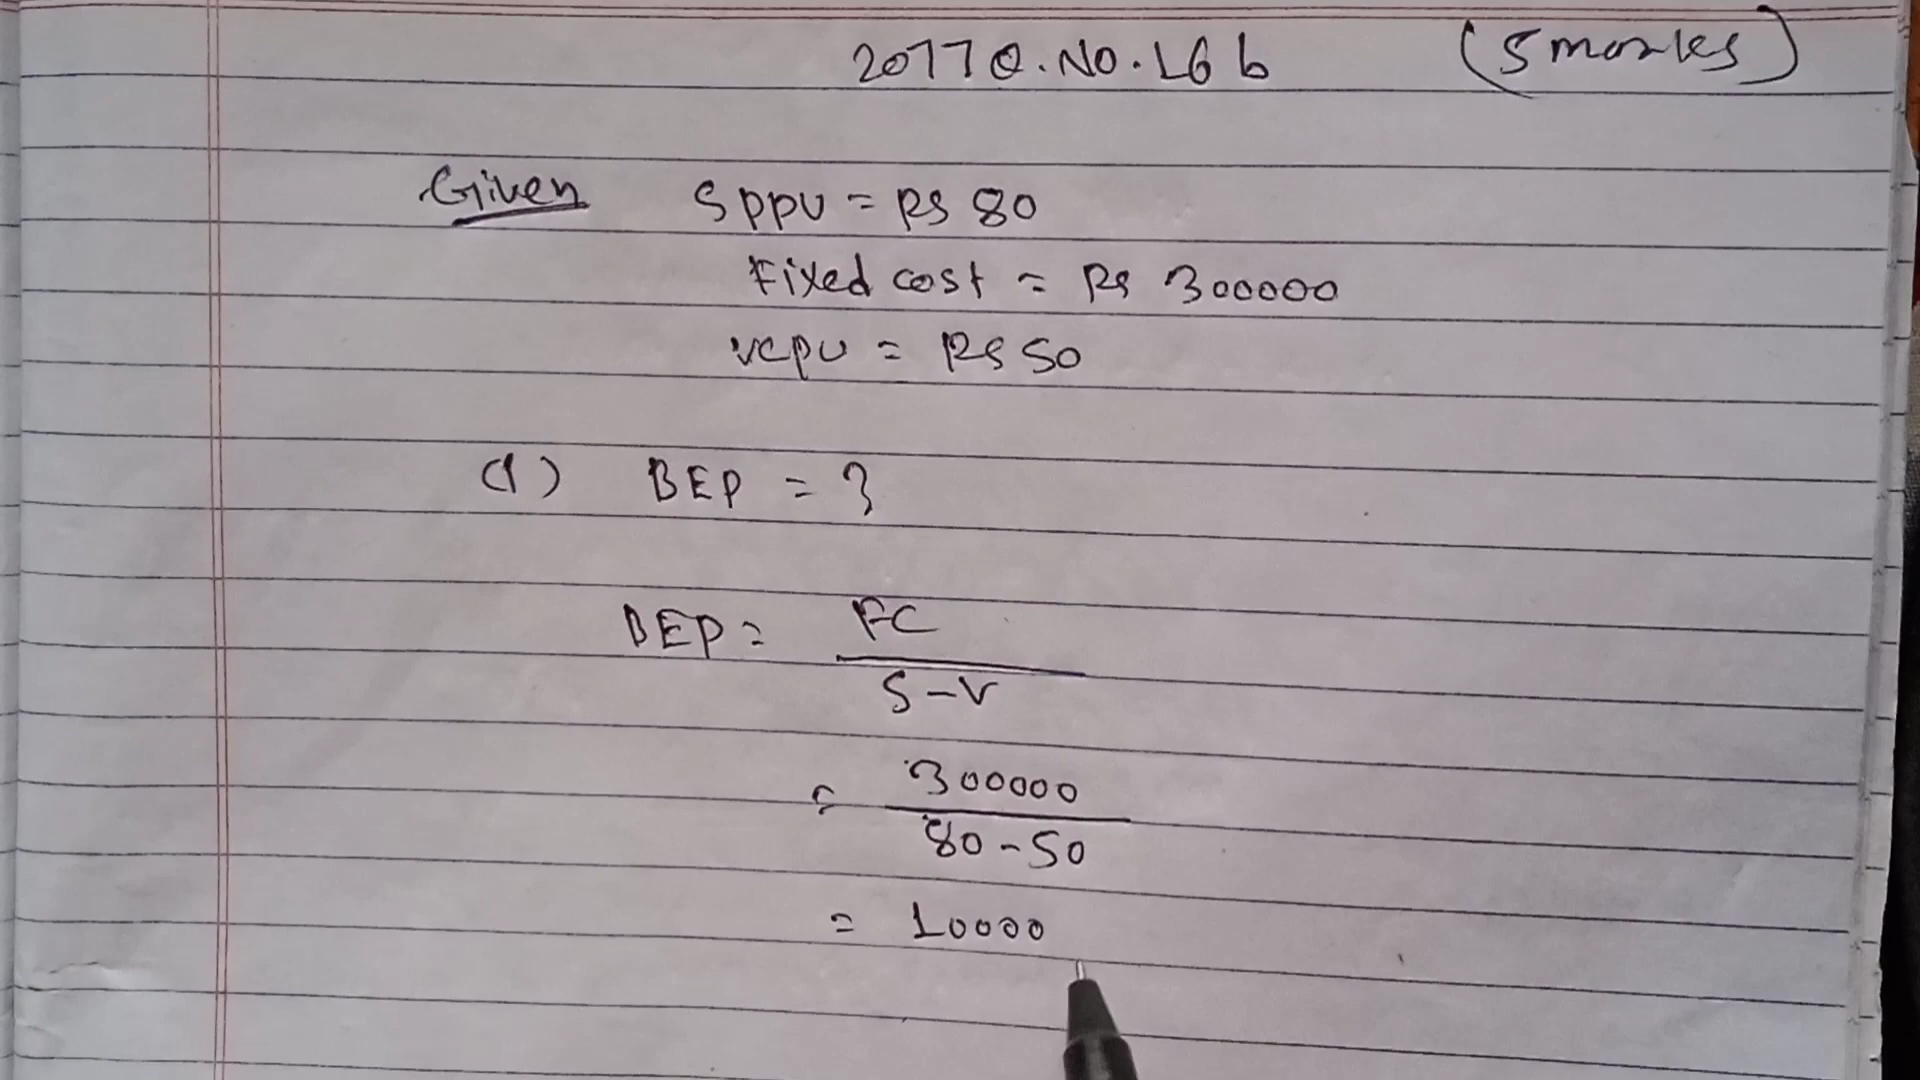 2077 Q.NO.16 b (5 marks)
Given SPPU = RS 80
Fixed cost = Rs 300000
vcpu = Rs 50
(1) BEP = ?
BEP = FC
S-V
= 300000
80-50
= 10000